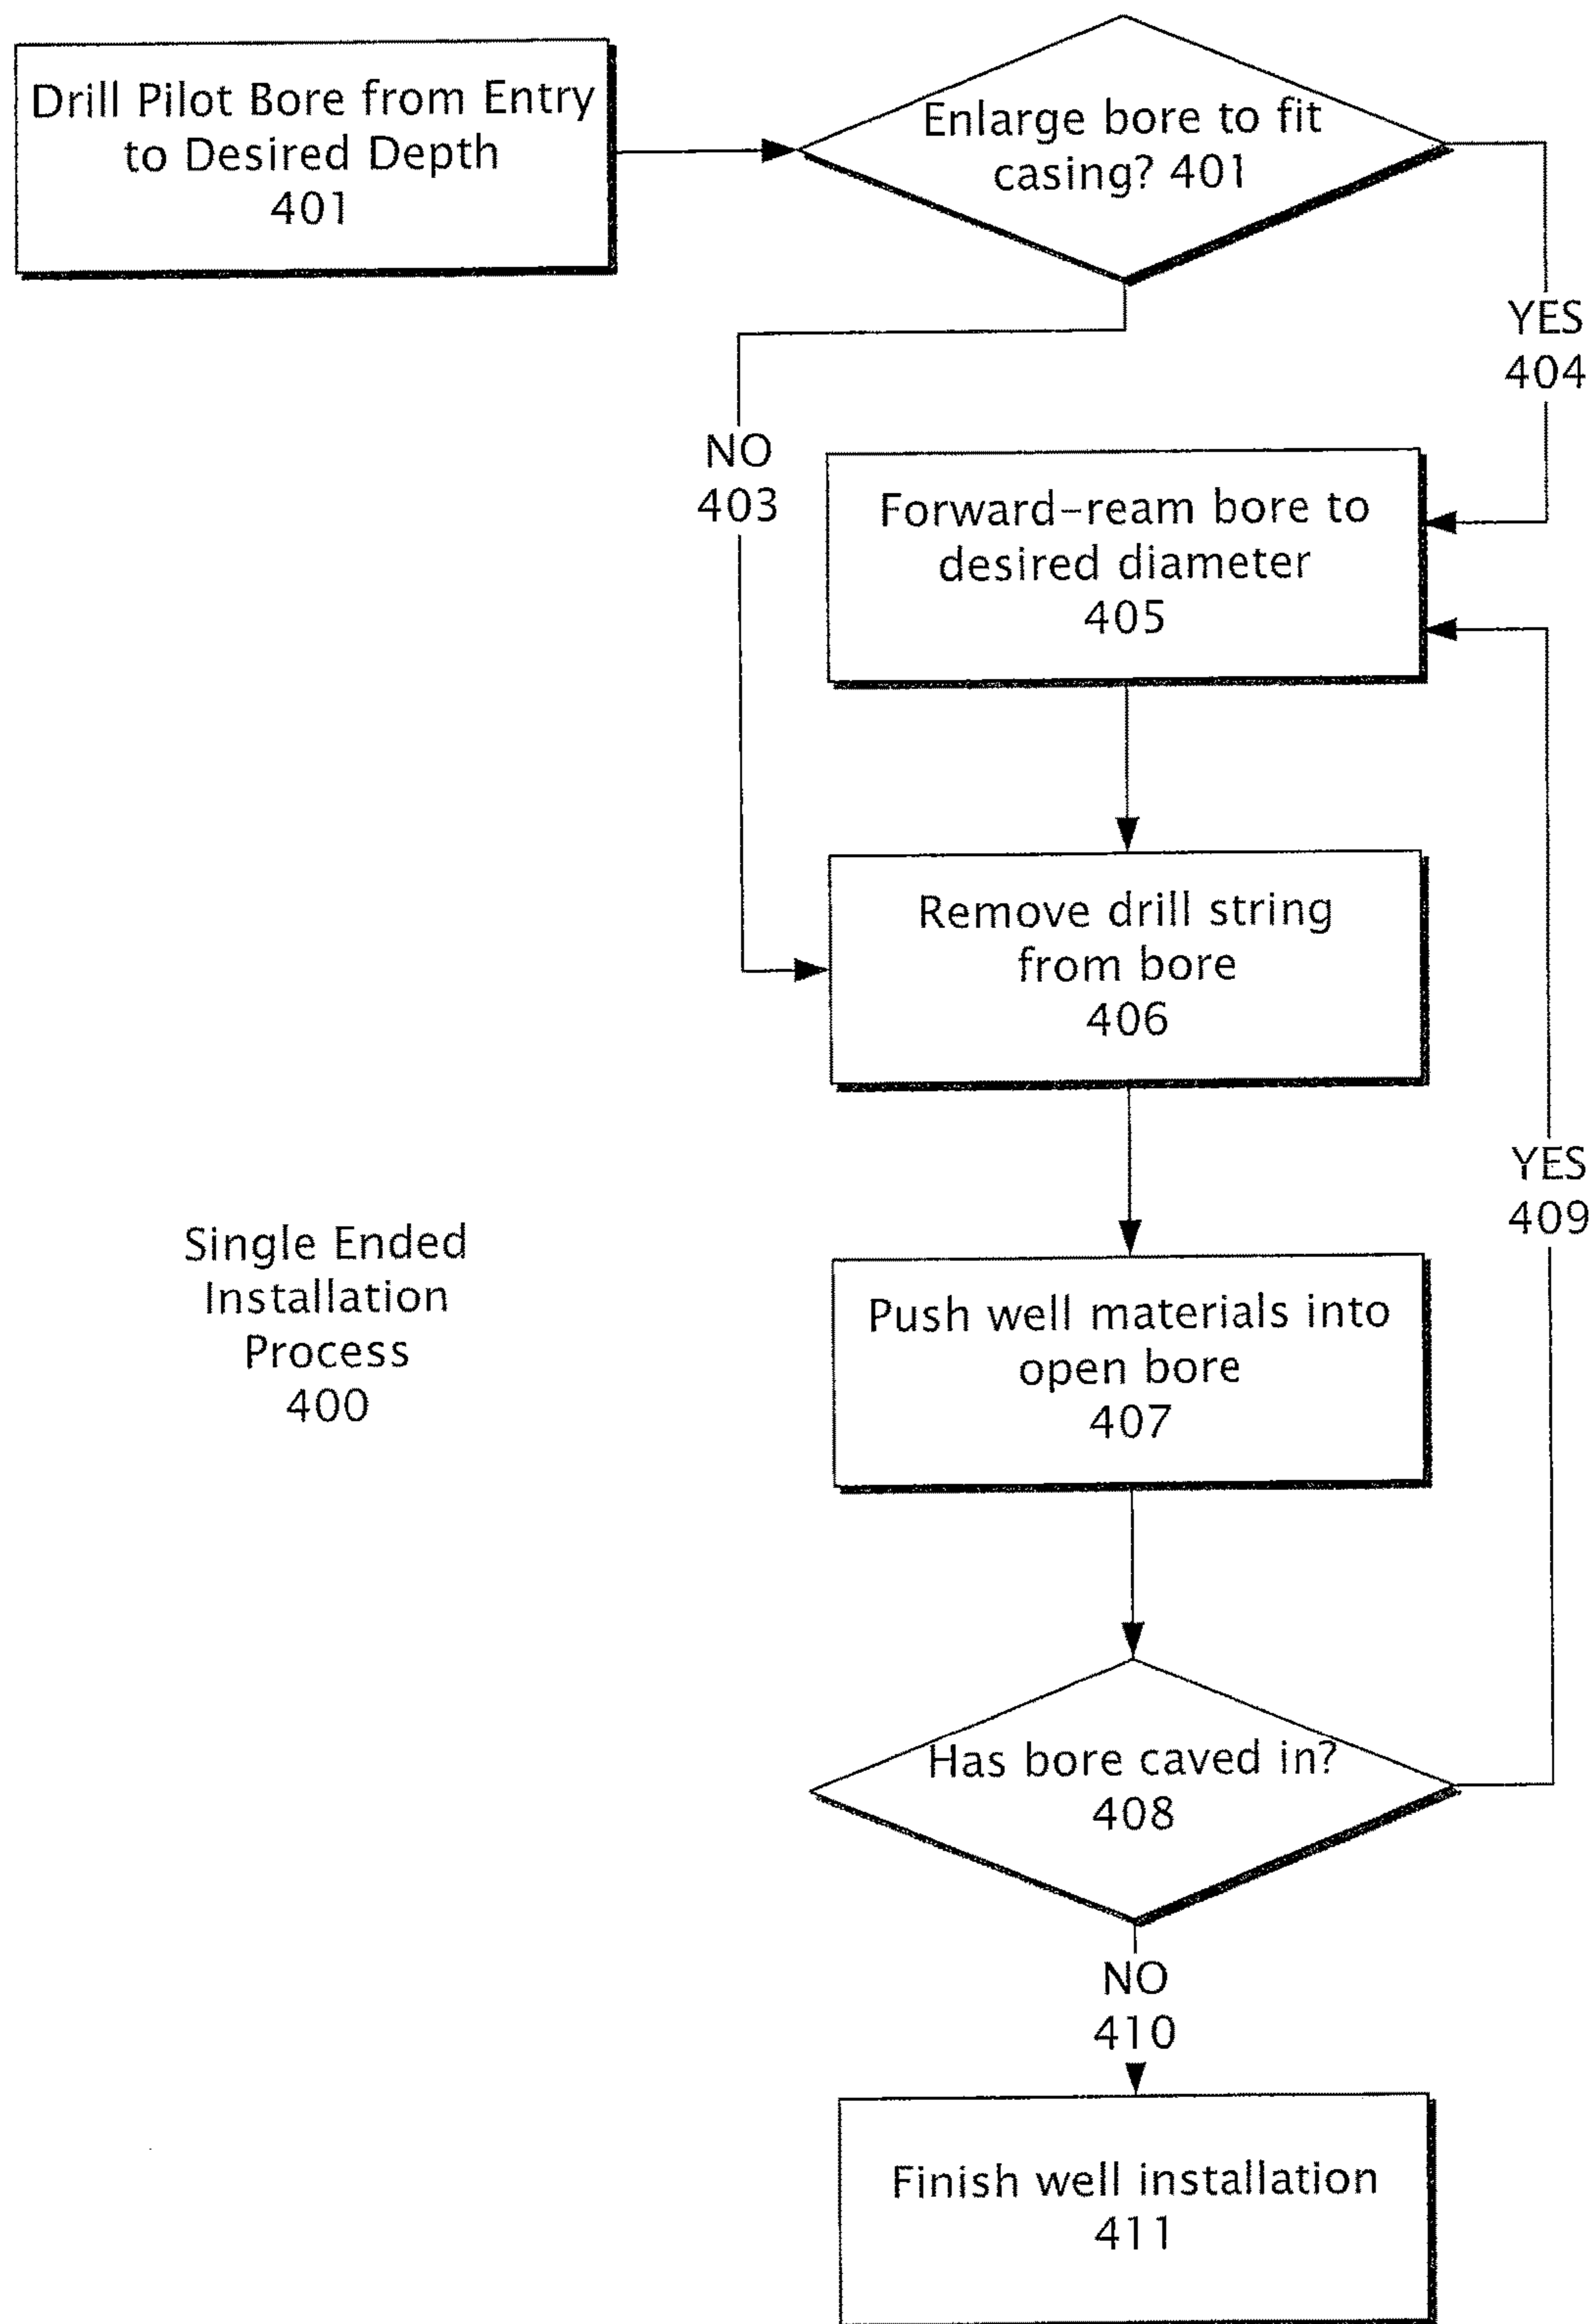 Drill Pilot Bore from Entry
to Desired Depth
401
Enlarge bore to fit
casing? 401
YES
404
NO
403
Forward-ream bore to
desired diameter
405
Remove drill string
from bore
406
YES
409
Single Ended
Installation
Process
400
Push well materials into
open bore
407
Has bore caved in?
408
NO
410
Finish well installation
411